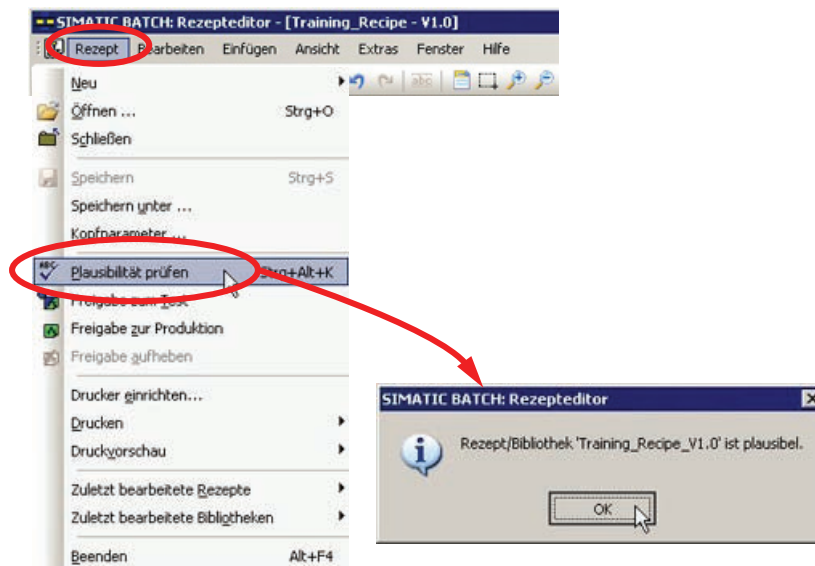 SIMATIC BATCH: Rezepteditor - [Training_Recipe - V1.0]
Rezept Bearbeiten Einfügen Ansicht Extras Fenster Hilfe
abc
Neu
Öffnen ... Strg+O
Schließen
Speichern Strg+S
Speichern unter ...
Kopfparameter ...
ABC Plausibilität prüfen Strg+Alt+K
Freigabe zum Test
Freigabe zur Produktion
Freigabe aufheben
Drucker einrichten...
Drucken
Druckvorschau
Zuletzt bearbeitete Rezepte
Zuletzt bearbeitete Bibliotheken
Beenden Alt+F4
SIMATIC BATCH: Rezepteditor
Rezept/Bibliothek 'Training_Recipe_V1.0' ist plausibel.
OK